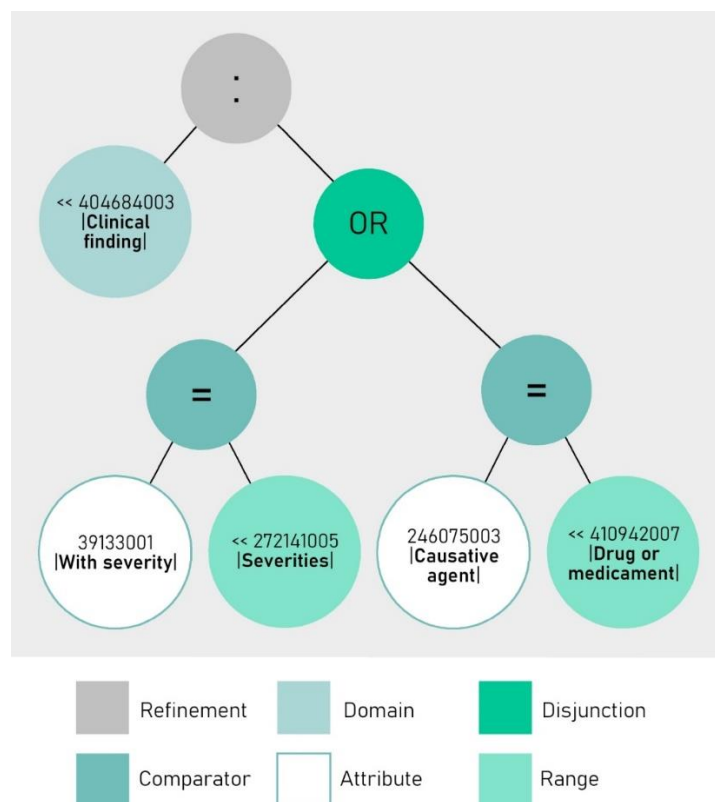 :
<< 404684003
|Clinical
finding|
OR
=
=
39133001
|With severity|
<< 272141005
|Severities|
246075003
|Causative
agent|
<< 410942007
|Drug or
medicament|
Refinement
Domain
Disjunction
Comparator
Attribute
Range